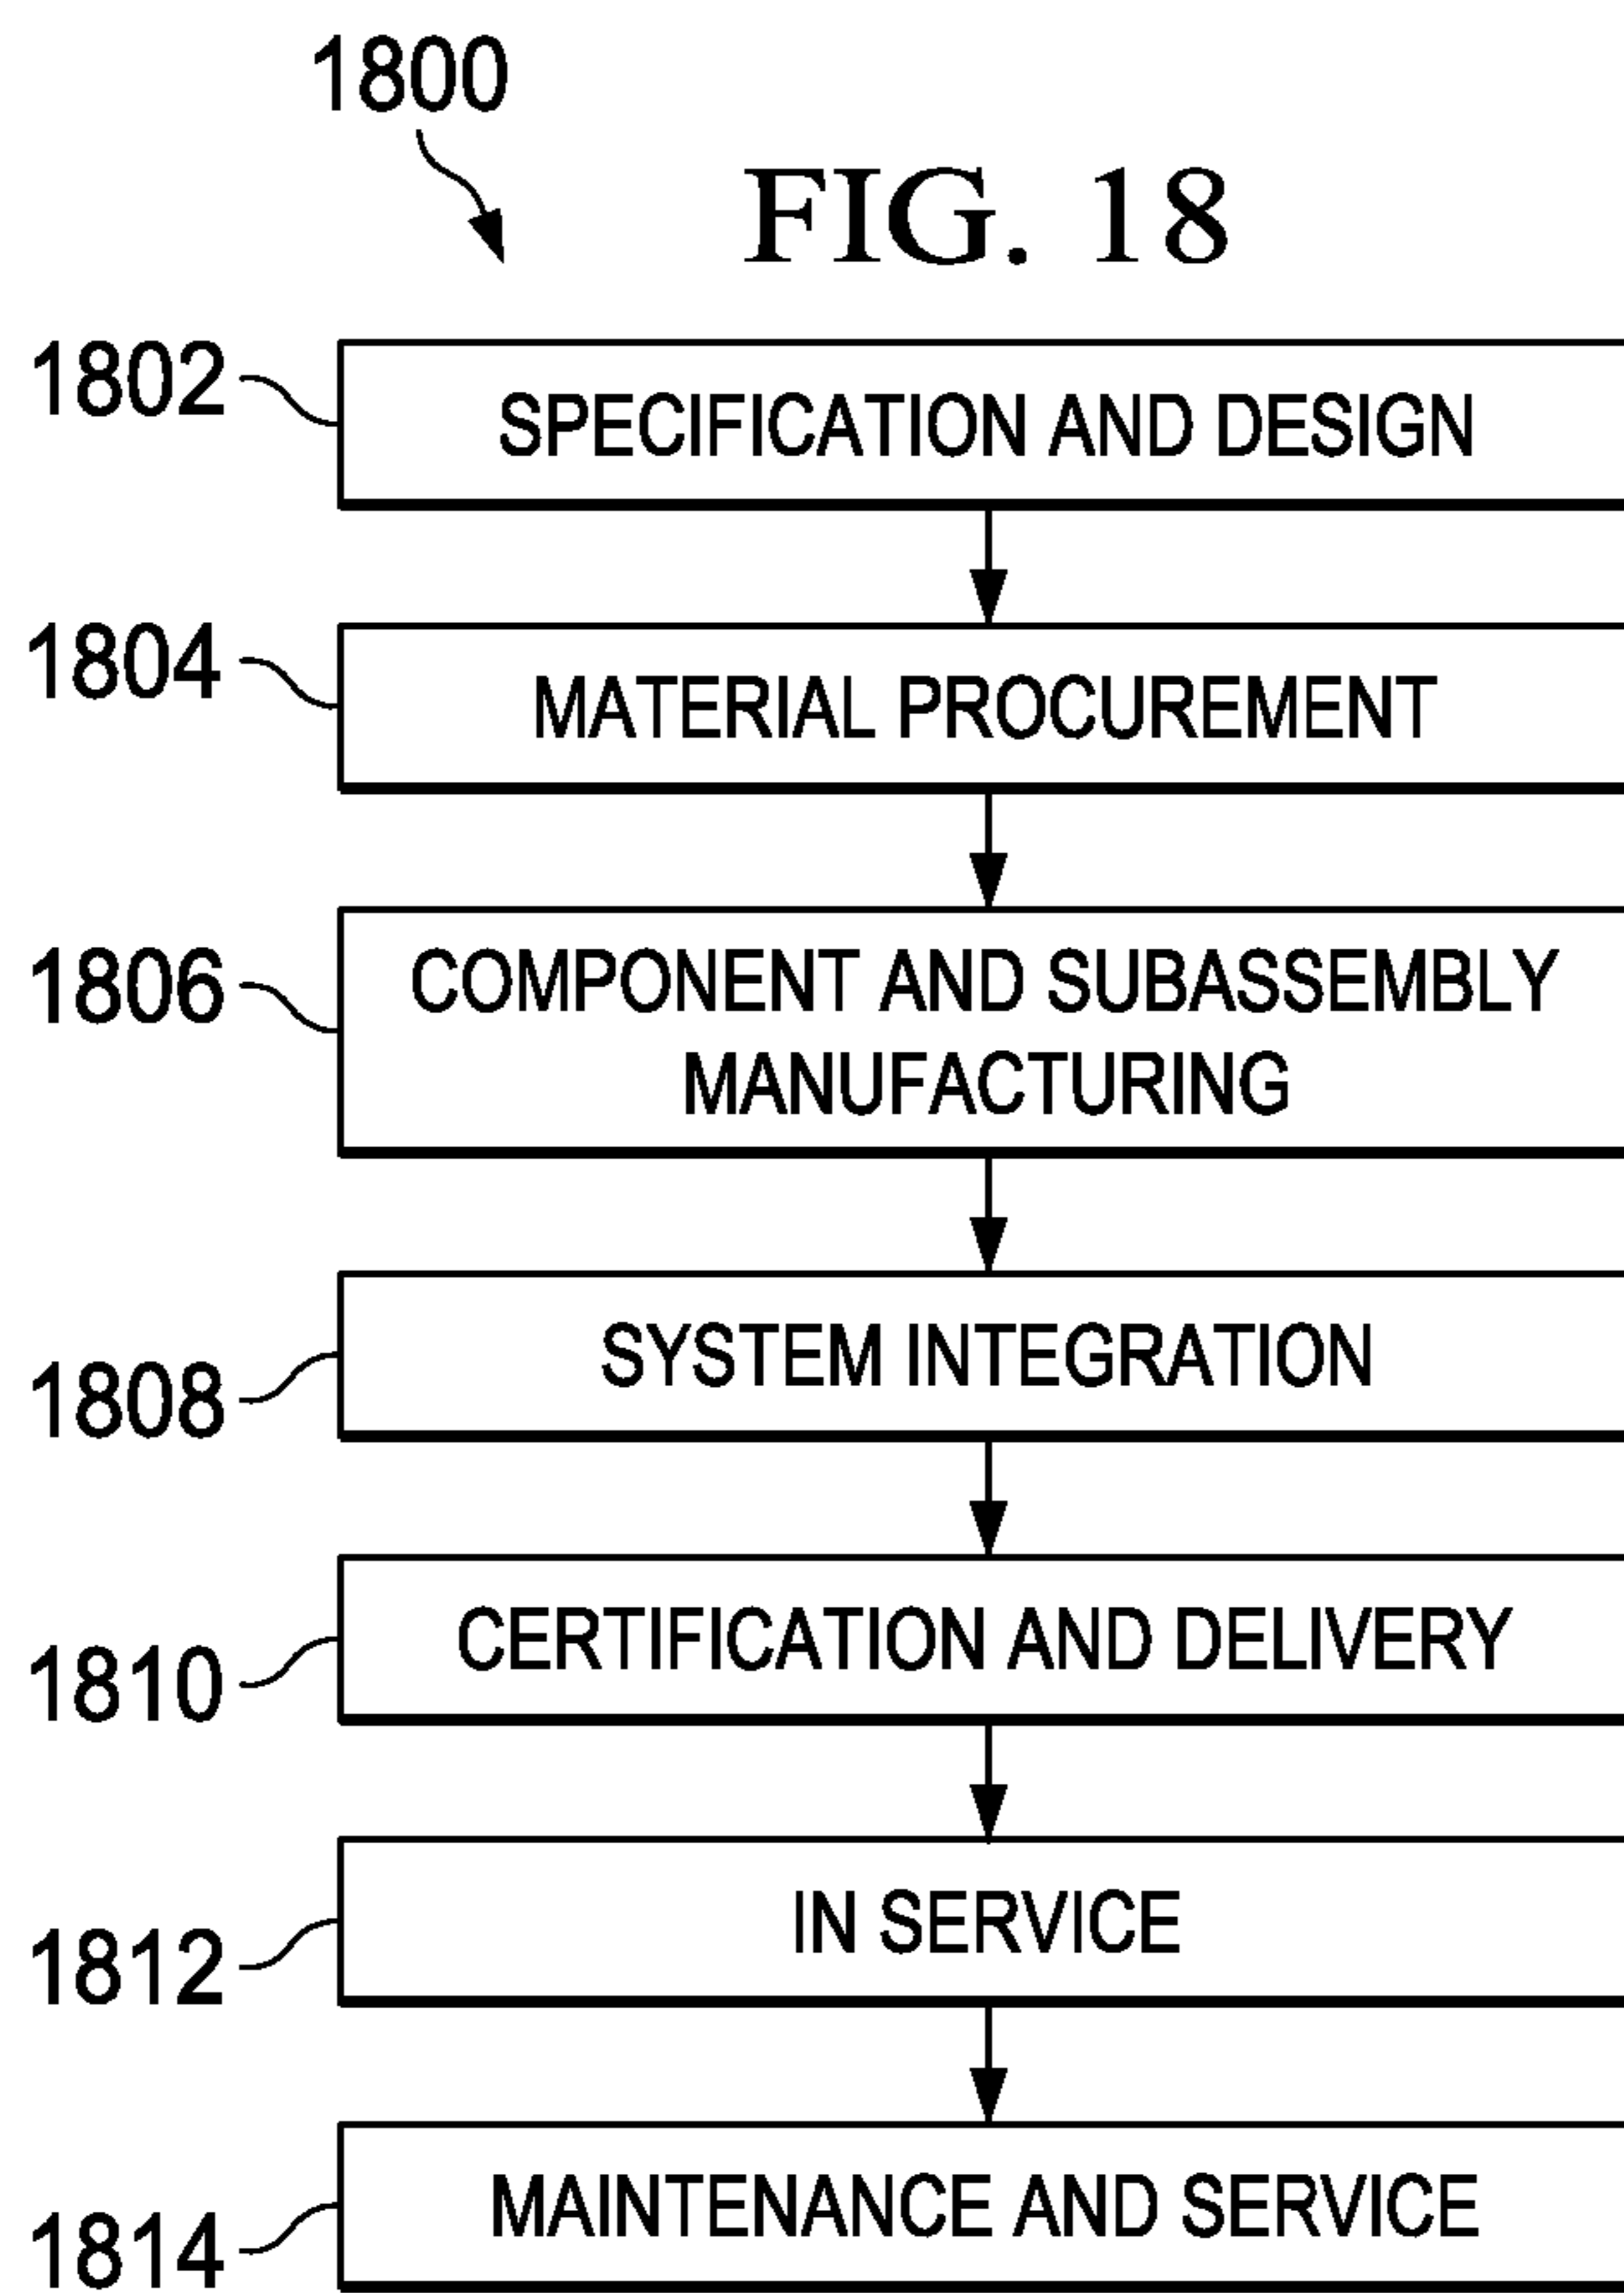 1800
FIG. 18
1802
SPECIFICATION AND DESIGN
1804
MATERIAL PROCUREMENT
1806
COMPONENT AND SUBASSEMBLY
MANUFACTURING
1808
SYSTEM INTEGRATION
1810
CERTIFICATION AND DELIVERY
1812
IN SERVICE
1814
MAINTENANCE AND SERVICE